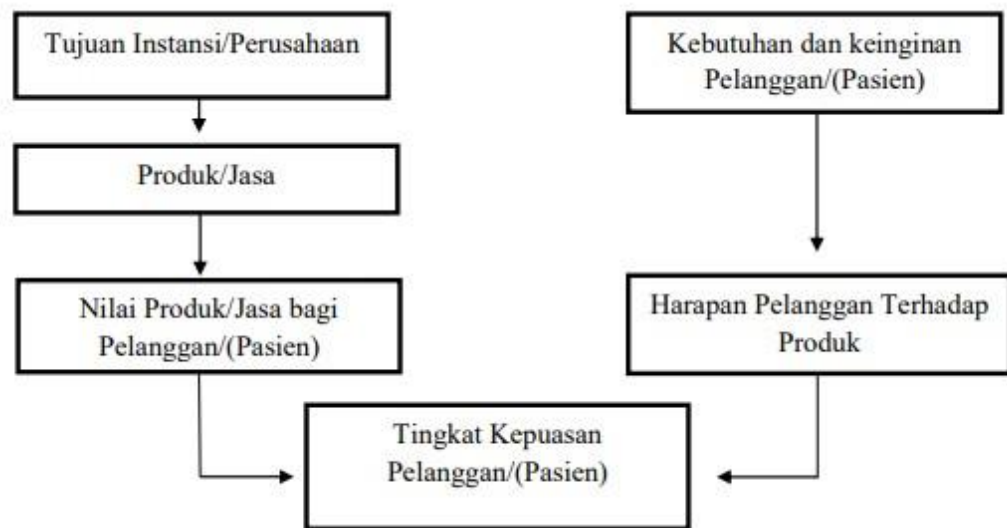 Tujuan Instansi/Perusahaan
Kebutuhan dan keinginan
Pelanggan/(Pasien)
Produk/Jasa
Nilai Produk/Jasa bagi
Pelanggan/(Pasien)
Harapan Pelanggan Terhadap
Produk
Tingkat Kepuasan
Pelanggan/(Pasien)